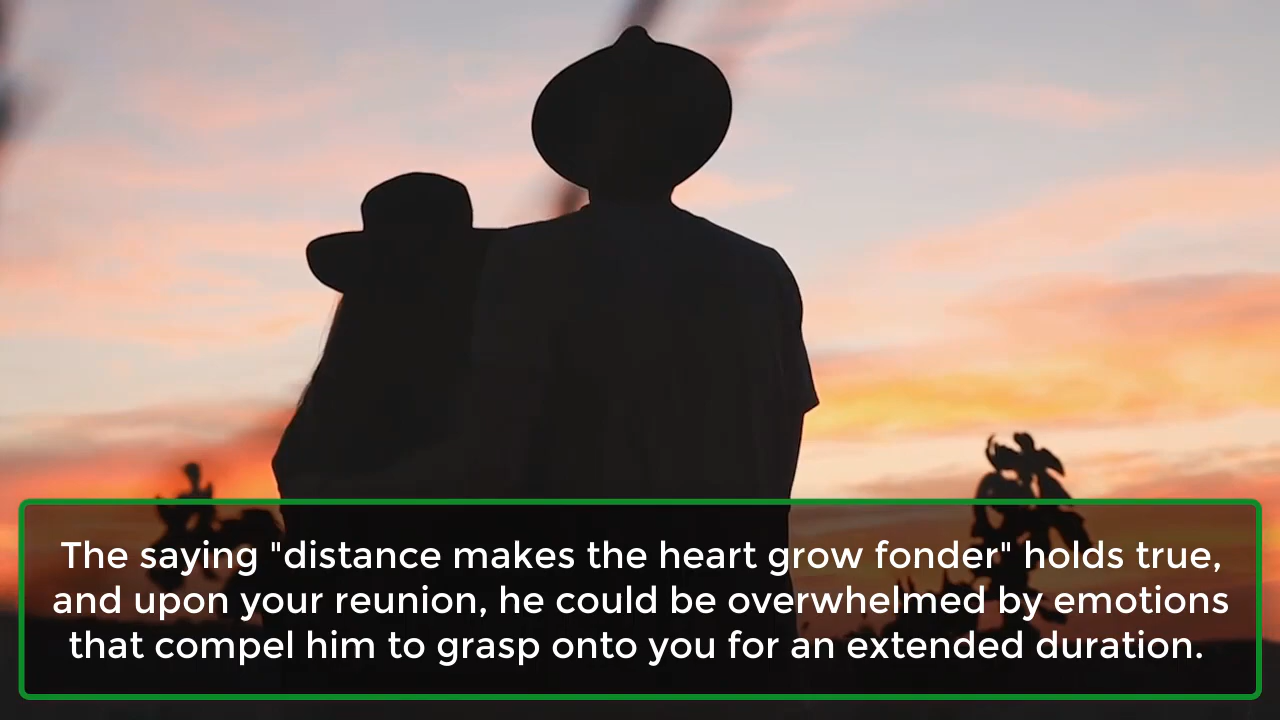 The saying "distance makes the heart grow fonder" holds true,
and upon your reunion, he could be overwhelmed by emotions
that compel him to grasp onto you for an extended duration.